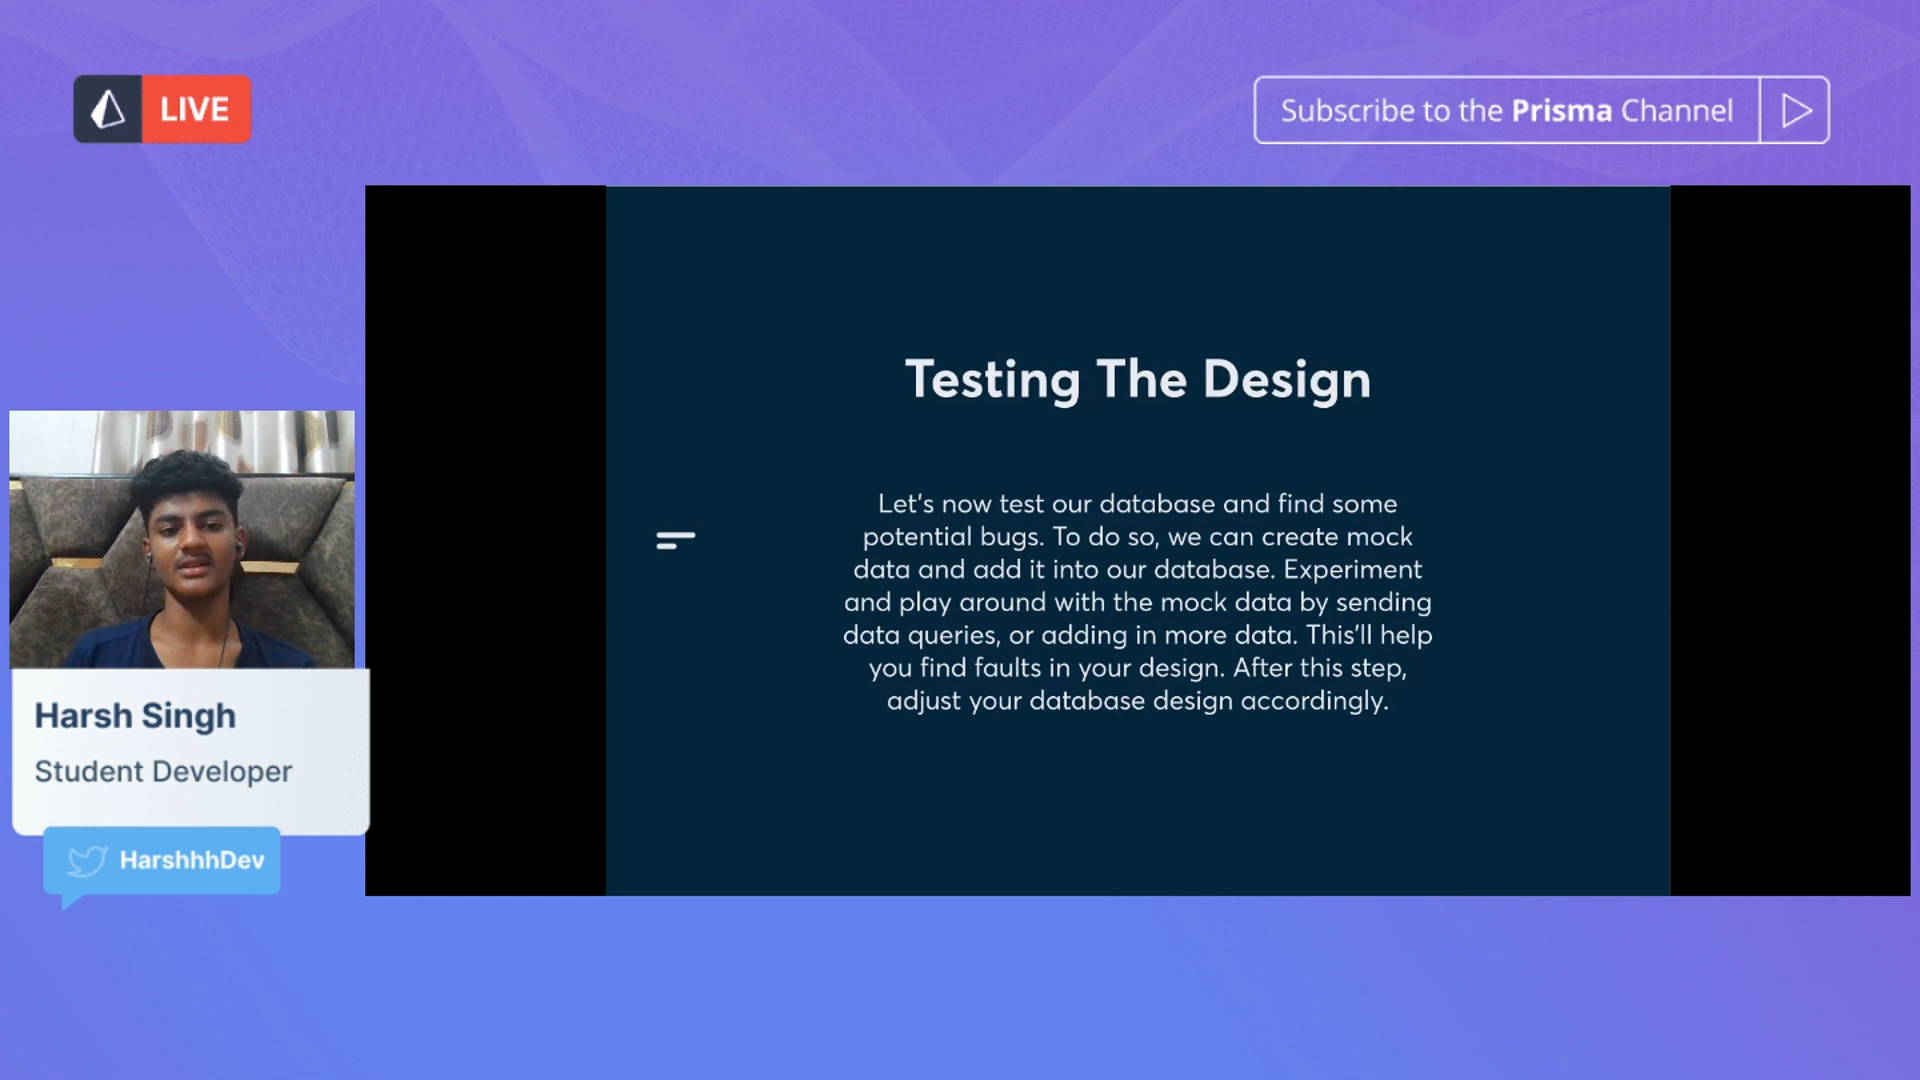 LIVE
Subscribe to the Prisma Channel
Testing The Design
Let's now test our database and find some
potential bugs. To do so, we can create mock
data and add it into our database. Experiment
and play around with the mock data by sending
data queries, or adding in more data. This'll help
you find faults in your design. After this step,
adjust your database design accordingly.
Harsh Singh
Student Developer
HarshhhDev